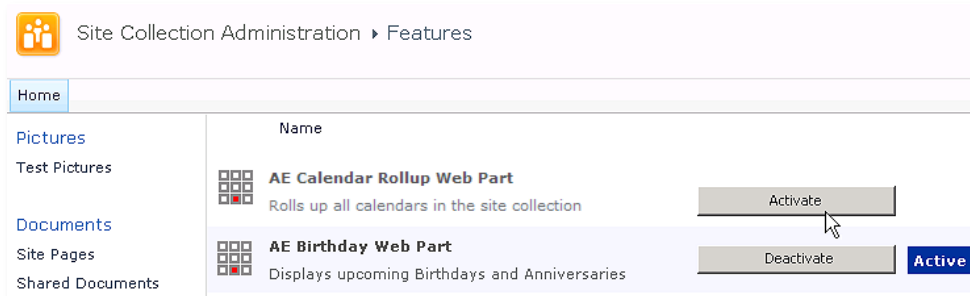 Site Collection Administration ▸ Features
Home
Pictures
Test Pictures
Documents
Site Pages
Shared Documents
Name
AE Calendar Rollup Web Part
Rolls up all calendars in the site collection
Activate
AE Birthday Web Part
Displays upcoming Birthdays and Anniversaries
Deactivate
Active